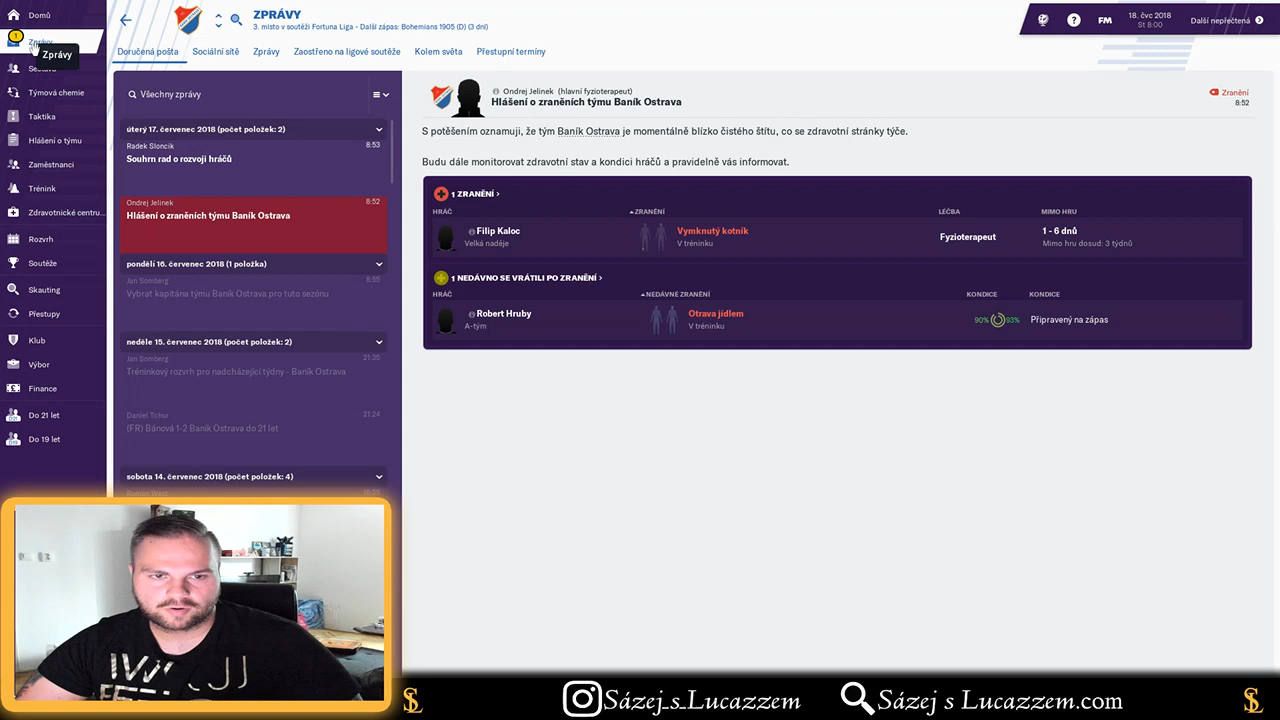 Domů
1
Zprávy
Zprávy
Týmová chemie
Taktika
Hlášení o týmu
Zaměstnanci
Trénink
Zdravotnické centru...
Rozvrh
Soutěže
Skauting
Přestupy
Klub
Výbor
Finance
Do 21 let
Do 19 let
ZPRÁVY
3. místo v soutěži Fortuna Liga - Další zápas: Bohemians 1905 (D) (3 dní)
FM
18. čvc 2018
St 8:00
Další nepřečtená
Doručená pošta
Sociální sítě
Zprávy
Zaostřeno na ligové soutěže
Kolem světa
Přestupní termíny
Všechny zprávy
úterý 17. červenec 2018 (počet položek: 2)
Radek Slončík 8:53
Souhrn rad o rozvoji hráčů
Ondrej Jelinek 8:52
Hlášení o zraněních týmu Baník Ostrava
pondělí 16. červenec 2018 (1 položka)
Jan Somberg 8:55
Vybrat kapitána týmu Baník Ostrava pro tuto sezónu
neděle 15. červenec 2018 (počet položek: 2)
Jan Somberg 21:35
Tréninkový rozvrh pro nadcházející týdny - Baník Ostrava
Daniel Tchur 21:24
(FR) Bánová 1-2 Baník Ostrava do 21 let
sobota 14. červenec 2018 (počet položek: 4)
Ondrej Jelinek (hlavní fyzioterapeut)
Hlášení o zraněních týmu Baník Ostrava
Zranění
8:52
S potěšením oznamuji, že tým Baník Ostrava je momentálně blízko čistého štítu, co se zdravotní stránky týče.
Budu dále monitorovat zdravotní stav a kondici hráčů a pravidelně vás informovat.
1 ZRANĚNÍ >
HRÁČ ZRANĚNÍ LÉČBA MIMO HRU
Filip Kaloc Vymknutý kotník Fyzioterapeut 1 - 6 dnů
Velká naděje V tréninku Mimo hru dosud: 3 týdnů
1 NEDÁVNO SE VRÁTILI PO ZRANĚNÍ >
HRÁČ NEDÁVNÉ ZRANĚNÍ KONDICE KONDICE
Robert Hruby Otrava jídlem 90% 93% Připravený na zápas
A-tým V tréninku
Sázej_s_Lucazzem
Sázej s Lucazzem.com